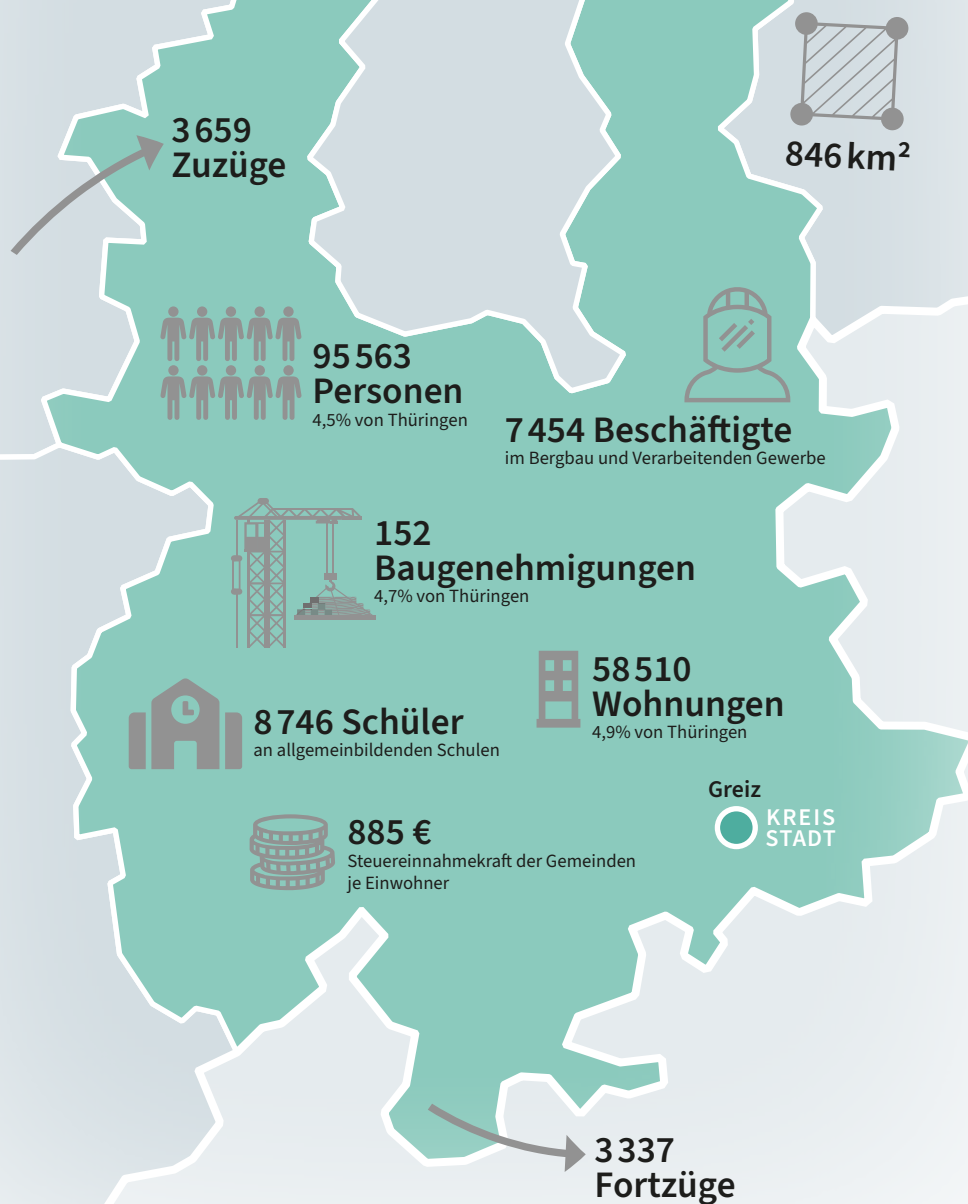 3 659
Zuzüge
846 km²
95 563
Personen
4,5% von Thüringen
7 454 Beschäftigte
im Bergbau und Verarbeitenden Gewerbe
152
Baugenehmigungen
4,7% von Thüringen
58 510
Wohnungen
4,9% von Thüringen
8 746 Schüler
an allgemeinbildenden Schulen
Greiz
KREIS
STADT
885 €
Steuereinnahmekraft der Gemeinden
je Einwohner
3 337
Fortzüge